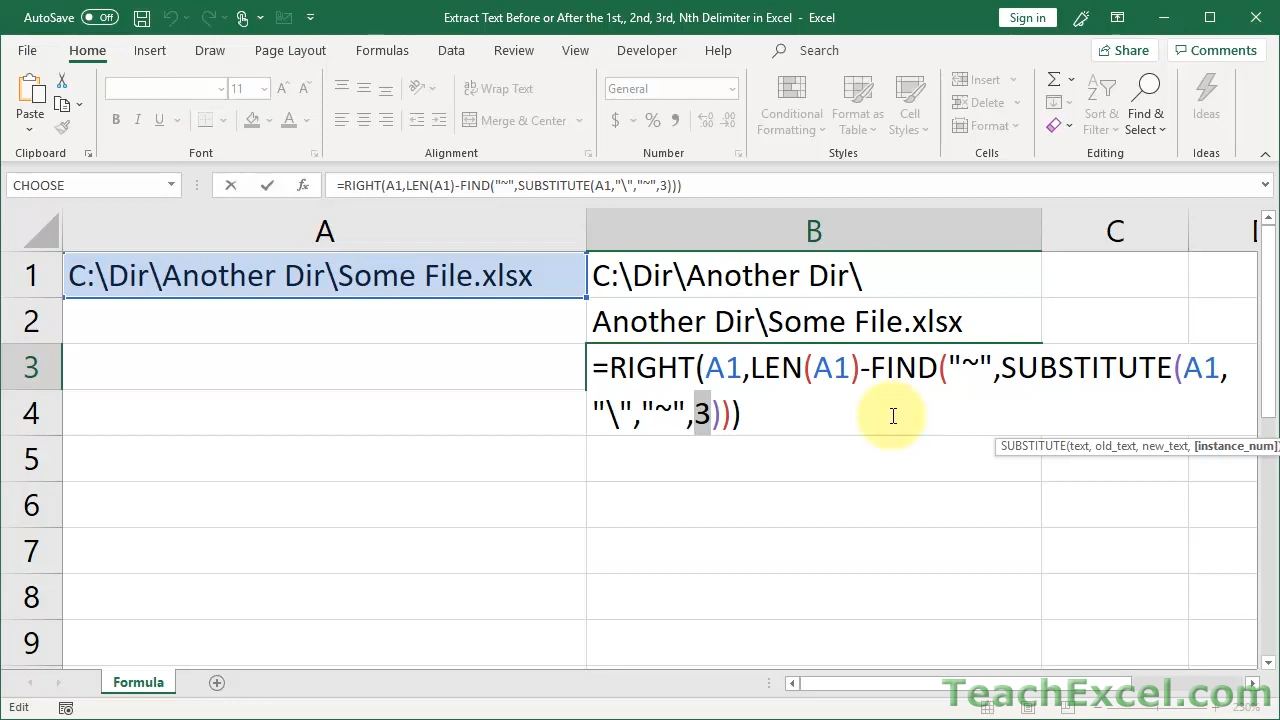 AutoSave Off
Extract Text Before or After the 1st,, 2nd, 3rd, Nth Delimiter in Excel - Excel
Sign in
File Home Insert Draw Page Layout Formulas Data Review View Developer Help Search Share Comments
Paste
Clipboard
11
B I U
Font
Wrap Text
Merge & Center
Alignment
General
$ % ,
Number
Conditional Formatting
Format as Table
Cell Styles
Styles
Insert
Delete
Format
Cells
Sort & Filter
Find & Select
Editing
Ideas
Ideas
CHOOSE
=RIGHT(A1,LEN(A1)-FIND("~",SUBSTITUTE(A1,"\","~",3)))
A B C
1 C:\Dir\Another Dir\Some File.xlsx C:\Dir\Another Dir\
2 Another Dir\Some File.xlsx
3 =RIGHT(A1,LEN(A1)-FIND("~",SUBSTITUTE(A1,
4 "\","~",3)))
SUBSTITUTE(text, old_text, new_text, [instance_num])
5
6
7
8
9
Formula
Edit
TeachExcel.com